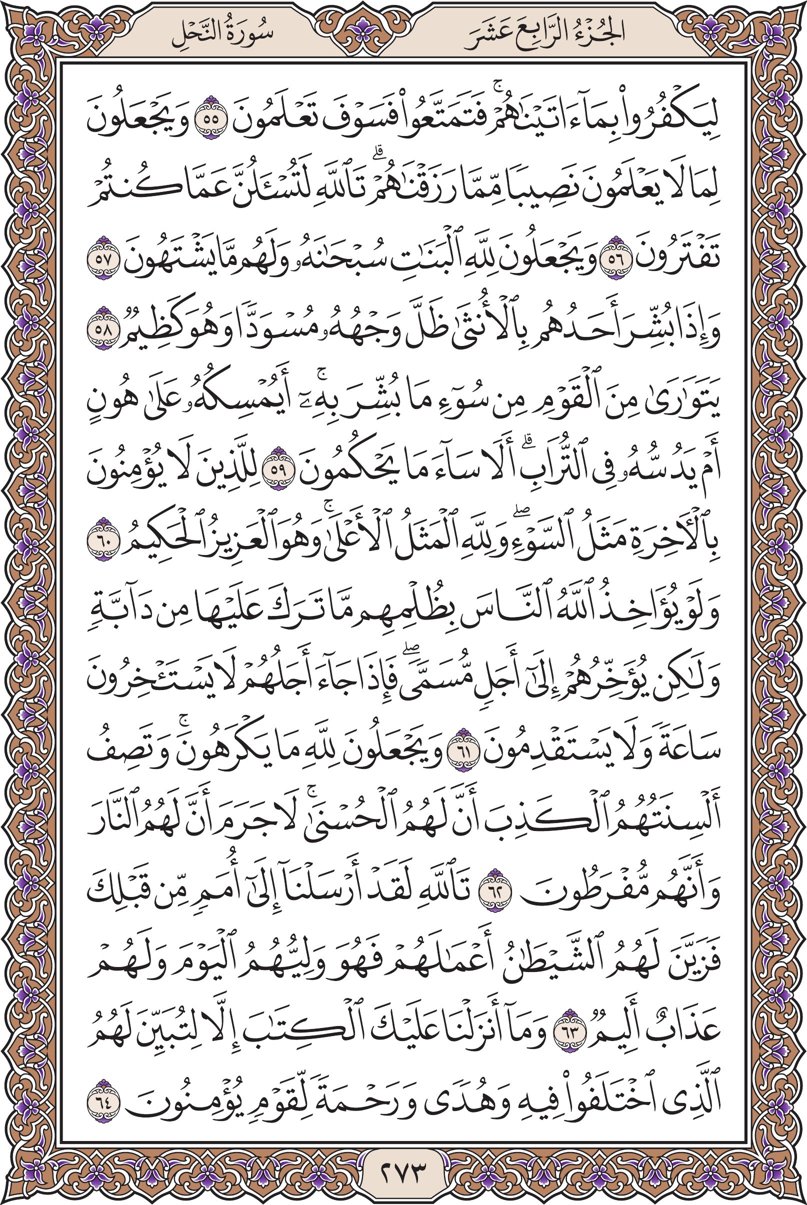 سُورَةُ النَّحْلِ
الجُزْءُ الرَّابِعَ عَشَرَ
لِيَكْفُرُوا۟ بِمَآ ءَاتَيْنَٰهُمْ ۚ فَتَمَتَّعُوا۟ فَسَوْفَ تَعْلَمُونَ ٥٥ وَيَجْعَلُونَ
لِمَا لَا يَعْلَمُونَ نَصِيبًا مِّمَّا رَزَقْنَٰهُمْ ۗ تَٱللَّهِ لَتُسْـَٔلُنَّ عَمَّا كُنتُمْ
تَفْتَرُونَ ٥٦ وَيَجْعَلُونَ لِلَّهِ ٱلْبَنَٰتِ سُبْحَٰنَهُۥ وَلَهُم مَّا يَشْتَهُونَ ٥٧
وَإِذَا بُشِّرَ أَحَدُهُم بِٱلْأُنثَىٰ ظَلَّ وَجْهُهُۥ مُسْوَدًّا وَهُوَ كَظِيمٌ ٥٨
يَتَوَٰرَىٰ مِنَ ٱلْقَوْمِ مِن سُوٓءِ مَا بُشِّرَ بِهِۦٓ ۚ أَيُمْسِكُهُۥ عَلَىٰ هُونٍ
أَمْ يَدُسُّهُۥ فِى ٱلتُّرَابِ ۗ أَلَا سَآءَ مَا يَحْكُمُونَ ٥٩ لِلَّذِينَ لَا يُؤْمِنُونَ
بِٱلْـَٔاخِرَةِ مَثَلُ ٱلسَّوْءِ ۖ وَلِلَّهِ ٱلْمَثَلُ ٱلْأَعْلَىٰ ۚ وَهُوَ ٱلْعَزِيزُ ٱلْحَكِيمُ ٦٠
وَلَوْ يُؤَاخِذُ ٱللَّهُ ٱلنَّاسَ بِظُلْمِهِم مَّا تَرَكَ عَلَيْهَا مِن دَآبَّةٍ
وَلَٰكِن يُؤَخِّرُهُمْ إِلَىٰٓ أَجَلٍ مُّسَمًّى ۖ فَإِذَا جَآءَ أَجَلُهُمْ لَا يَسْتَـْٔخِرُونَ
سَاعَةً وَلَا يَسْتَقْدِمُونَ ٦١ وَيَجْعَلُونَ لِلَّهِ مَا يَكْرَهُونَ ۚ وَتَصِفُ
أَلْسِنَتُهُمُ ٱلْكَذِبَ أَنَّ لَهُمُ ٱلْحُسْنَىٰ ۚ لَا جَرَمَ أَنَّ لَهُمُ ٱلنَّارَ
وَأَنَّهُم مُّفْرَطُونَ ٦٢ تَٱللَّهِ لَقَدْ أَرْسَلْنَآ إِلَىٰٓ أُمَمٍ مِّن قَبْلِكَ
فَزَيَّنَ لَهُمُ ٱلشَّيْطَٰنُ أَعْمَٰلَهُمْ فَهُوَ وَلِيُّهُمُ ٱلْيَوْمَ وَلَهُمْ
عَذَابٌ أَلِيمٌ ٦٣ وَمَآ أَنزَلْنَا عَلَيْكَ ٱلْكِتَٰبَ إِلَّا لِتُبَيِّنَ لَهُمُ
ٱلَّذِى ٱخْتَلَفُوا۟ فِيهِ وَهُدًى وَرَحْمَةً لِّقَوْمٍ يُؤْمِنُونَ ٦٤
٢٧٣